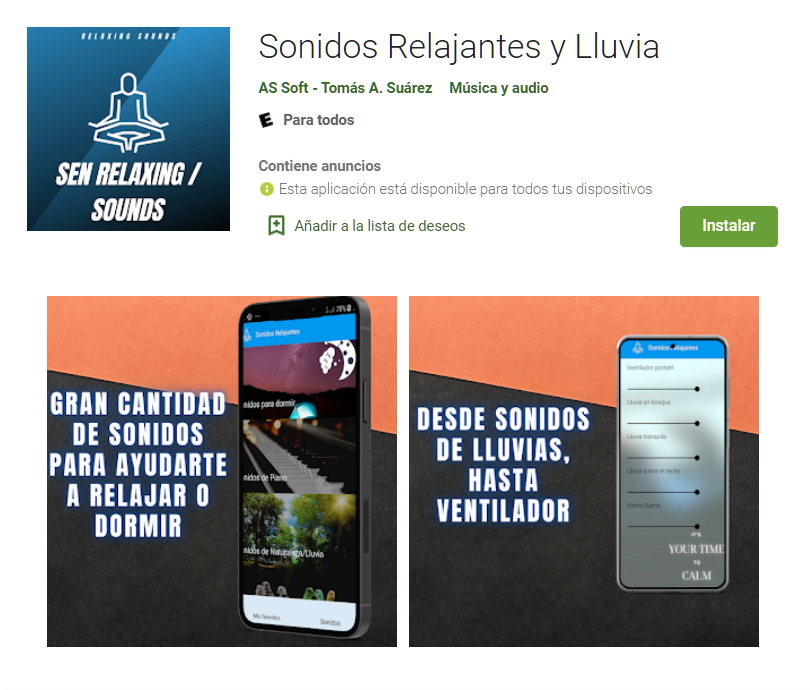 RELAXING SOUNDS
SEN RELAXING /
SOUNDS
Sonidos Relajantes y Lluvia
AS Soft - Tomás A. Suárez Música y audio
E Para todos
Contiene anuncios
Esta aplicación está disponible para todos tus dispositivos
Añadir a la lista de deseos
Instalar
GRAN CANTIDAD
DE SONIDOS
PARA AYUDARTE
A RELAJAR O
DORMIR
78%
Sonidos Relajantes
nidos para dormir
nidos de Piano
nidos de Naturaleza/Lluvia
My Favorites Sonidos
DESDE SONIDOS
DE LLUVIAS,
HASTA
VENTILADOR
Sonidos Relajantes
Ventilador portatil
Lluvia en bosque
Lluvia tranquila
Lluvia sobre el techo
Viento fuerte
IT'S
YOUR TIME
TO
CALM